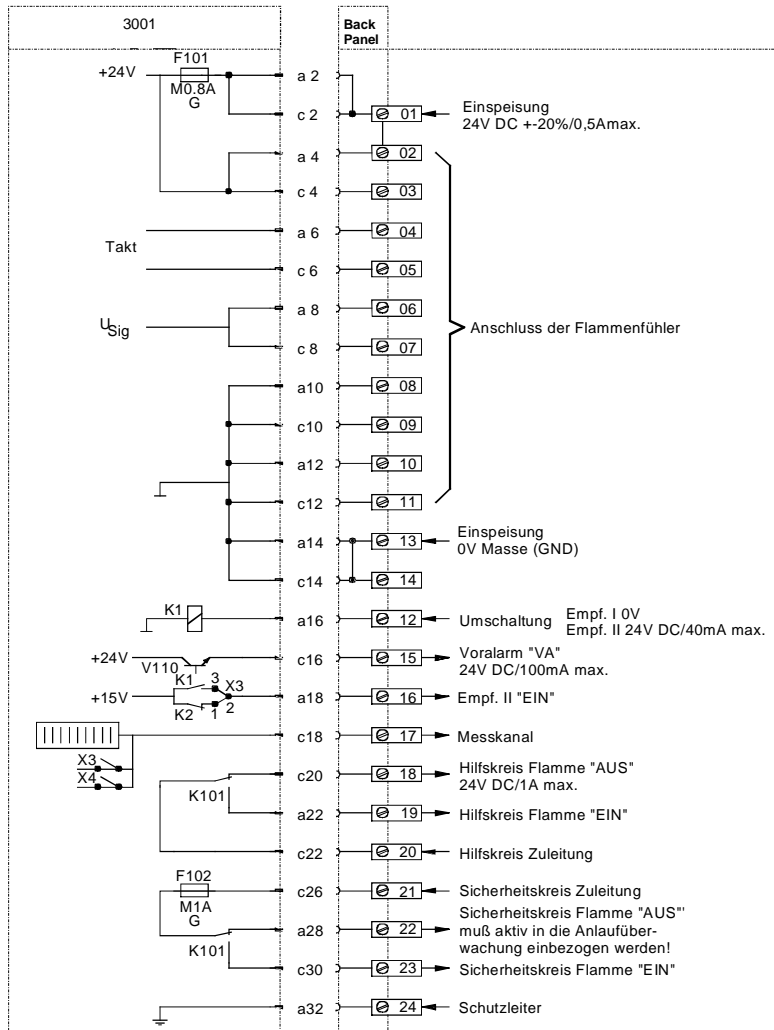 3001
Back
Panel
F101
+24V
M0.8A
G
a 2
c 2
01
Einspeisung
24V DC +-20%/0,5Amax.
a 4
02
c 4
03
a 6
04
Takt
c 6
05
a 8
06
USig
c 8
07
Anschluss der Flammenfühler
a10
08
c10
09
a12
10
c12
11
a14
13
Einspeisung
0V Masse (GND)
c14
14
K1
a16
12
Umschaltung
Empf. I 0V
Empf. II 24V DC/40mA max.
+24V
V110
c16
15
Voralarm "VA"
24V DC/100mA max.
K1
3
X3
+15V
K2
1
2
a18
16
Empf. II "EIN"
c18
17
Messkanal
X3
X4
c20
18
Hilfskreis Flamme "AUS"
24V DC/1A max.
K101
a22
19
Hilfskreis Flamme "EIN"
c22
20
Hilfskreis Zuleitung
F102
M1A
G
c26
21
Sicherheitskreis Zuleitung
a28
22
Sicherheitskreis Flamme "AUS"'
muß aktiv in die Anlaufüber-
wachung einbezogen werden!
K101
c30
23
Sicherheitskreis Flamme "EIN"
a32
24
Schutzleiter